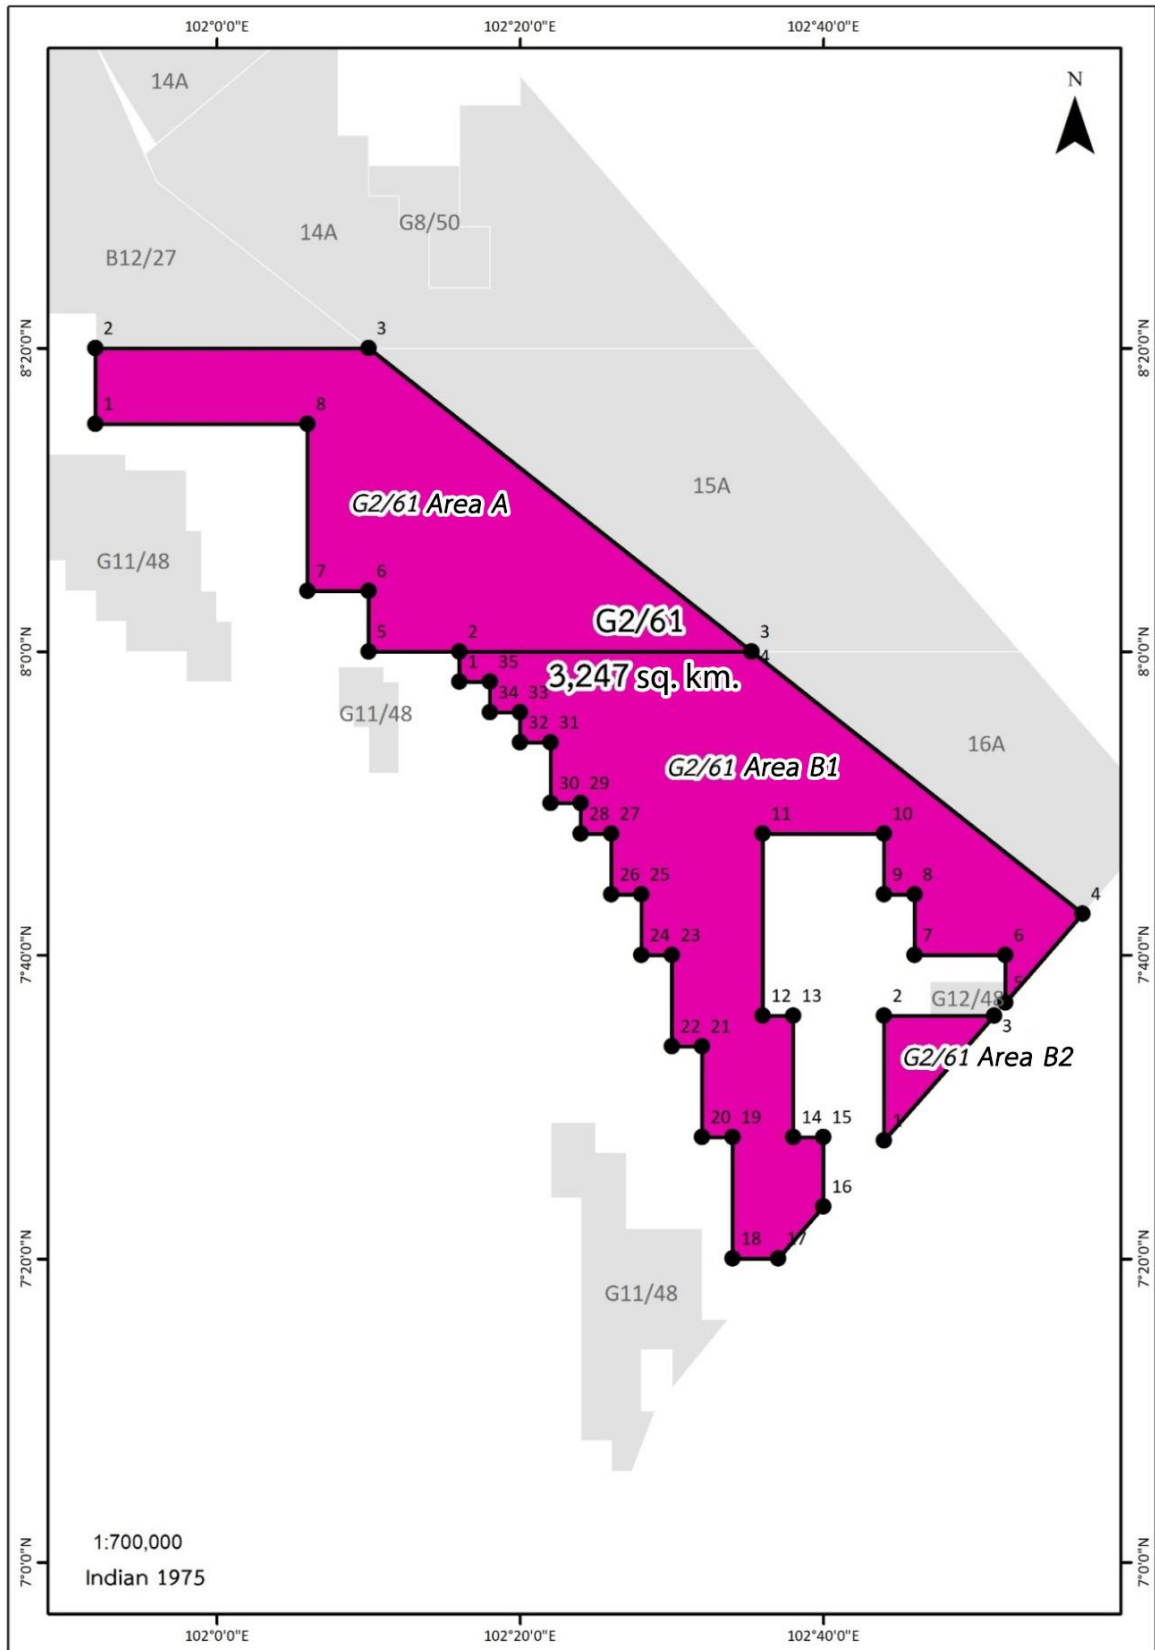 102°0'0"E
102°20'0"E
102°40'0"E
N
14A
14A
G8/50
B12/27
8°20'0"N
2
3
8°20'0"N
1
8
15A
G2/61 Area A
G11/48
7
6
G2/61
8°0'0"N
5
2
3
4
8°0'0"N
1
35
3,247 sq. km.
34
33
G11/48
32
31
16A
G2/61 Area B1
30
29
28
27
11
10
26
25
9
8
4
7°40'0"N
24
23
7
6
7°40'0"N
5
G12/48
12
13
2
3
22
21
G2/61 Area B2
20
19
14
15
1
16
7°20'0"N
18
17
7°20'0"N
G11/48
1:700,000
Indian 1975
7°0'0"N
7°0'0"N
102°0'0"E
102°20'0"E
102°40'0"E